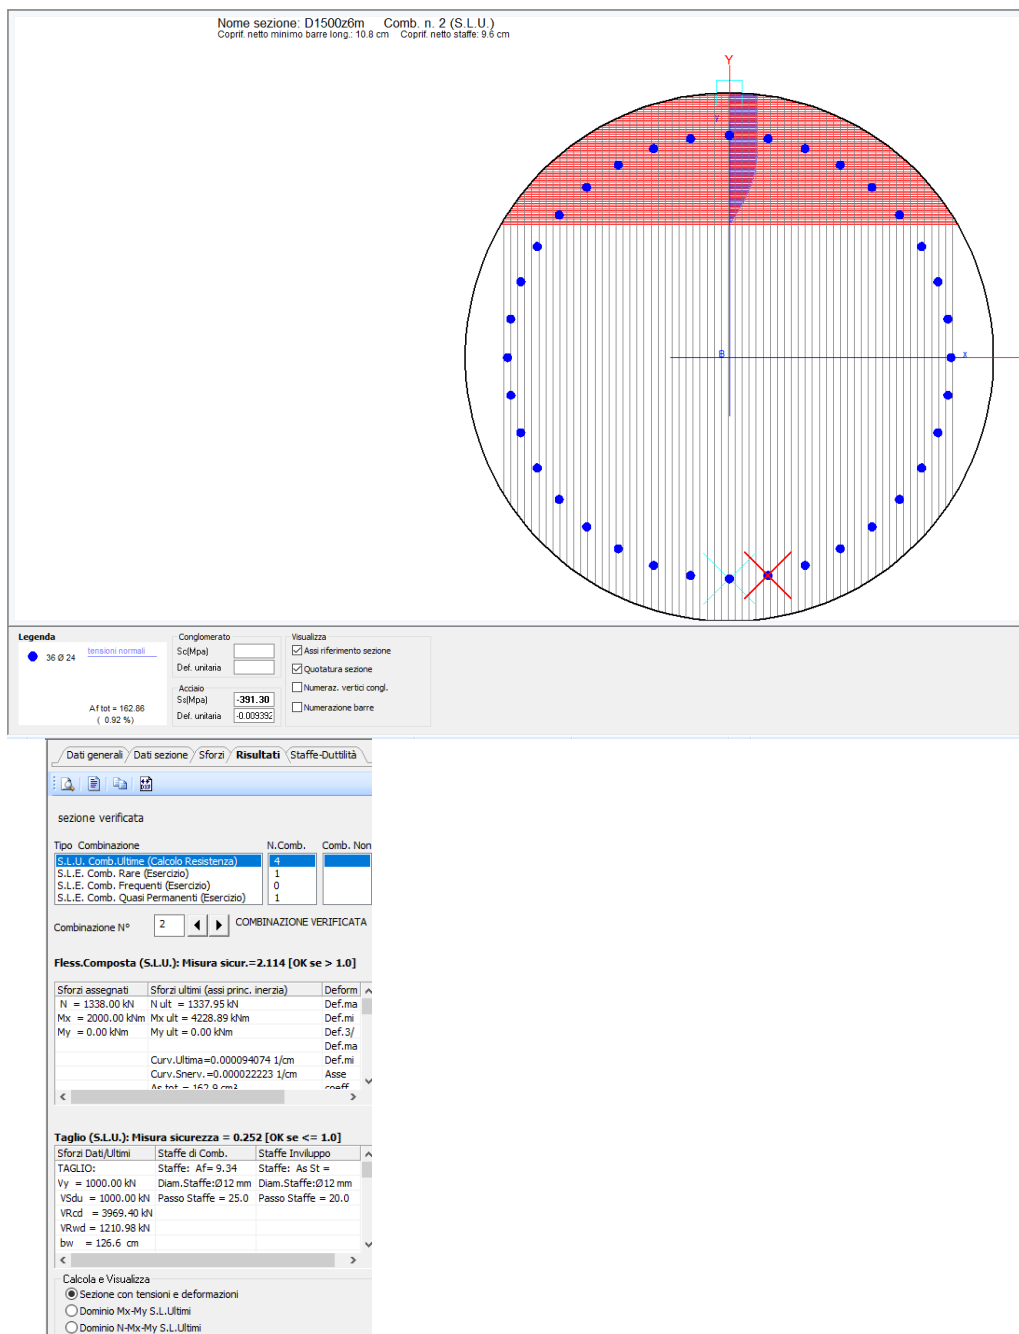 Nome sezione: D1500z6m Comb. n. 2 (S.L.U.)
Coprif. netto minimo barre long.: 10.8 cm Coprif. netto staffe: 9.6 cm
Y
y
B
x
Legenda
36 Ø 24
tensioni normali
Af tot = 162.86
( 0.92 %)
Conglomerato
Sc(Mpa)
Def. unitaria
Acciaio
Ss(Mpa) -391.30
Def. unitaria -0.009392
Visualizza
Assi riferimento sezione
Quotatura sezione
Numeraz. vertici congl.
Numerazione barre
Dati generali Dati sezione Sforzi Risultati Staffe-Duttilità
DXF
sezione verificata
Tipo Combinazione N.Comb. Comb. Non
S.L.U. Comb.Ultime (Calcolo Resistenza) 4
S.L.E. Comb. Rare (Esercizio) 1
S.L.E. Comb. Frequenti (Esercizio) 0
S.L.E. Comb. Quasi Permanenti (Esercizio) 1
Combinazione N° 2 COMBINAZIONE VERIFICATA
Fless.Composta (S.L.U.): Misura sicur.=2.114 [OK se > 1.0]
Sforzi assegnati Sforzi ultimi (assi princ. inerzia) Deform
N = 1338.00 kN N ult = 1337.95 kN Def.ma
Mx = 2000.00 kNm Mx ult = 4228.89 kNm Def.mi
My = 0.00 kNm My ult = 0.00 kNm Def.3/
Def.ma
Curv.Ultima=0.000094074 1/cm Def.mi
Curv.Snerv.=0.000022223 1/cm Asse
As tot = 162.9 cm² coeff
Taglio (S.L.U.): Misura sicurezza = 0.252 [OK se <= 1.0]
Sforzi Dati/Ultimi Staffe di Comb. Staffe Inviluppo
TAGLIO: Staffe: Af= 9.34 Staffe: As St =
Vy = 1000.00 kN Diam.Staffe:Ø12 mm Diam.Staffe:Ø12 mm
VSdu = 1000.00 kN Passo Staffe = 25.0 Passo Staffe = 20.0
VRcd = 3969.40 kN
VRwd = 1210.98 kN
bw = 126.6 cm
Calcola e Visualizza
Sezione con tensioni e deformazioni
Dominio Mx-My S.L.Ultimi
Dominio N-Mx-My S.L.Ultimi